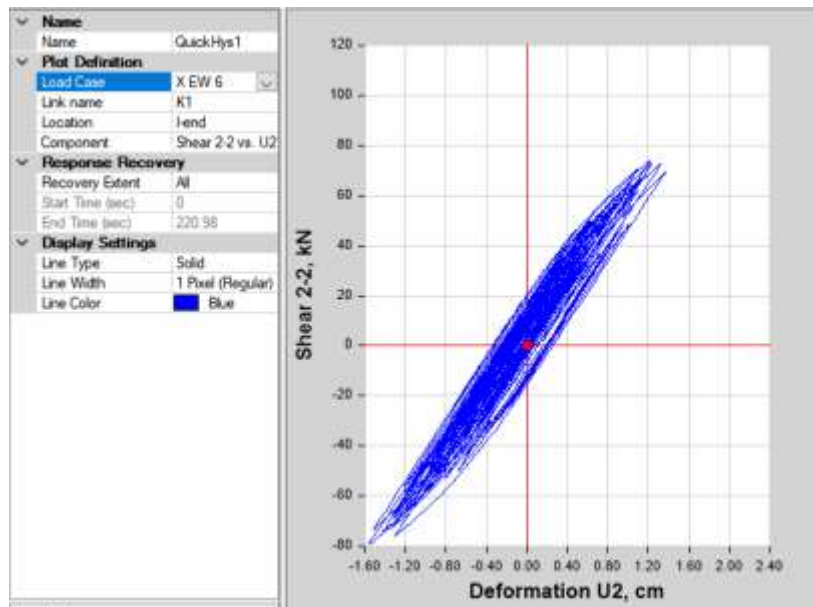 Name
Name QuickHys1
Plot Definition
Load Case X EW 6
Link name K1
Location I-end
Component Shear 2-2 vs. U2
Response Recovery
Recovery Extent All
Start Time (sec) 0
End Time (sec) 220.98
Display Settings
Line Type Solid
Line Width 1 Pixel (Regular)
Line Color Blue
120
100
80
60
40
20
0
-20
-40
-60
-80
Shear 2-2, kN
-1.60 -1.20 -0.80 -0.40 0.00 0.40 0.80 1.20 1.60 2.00 2.40
Deformation U2, cm